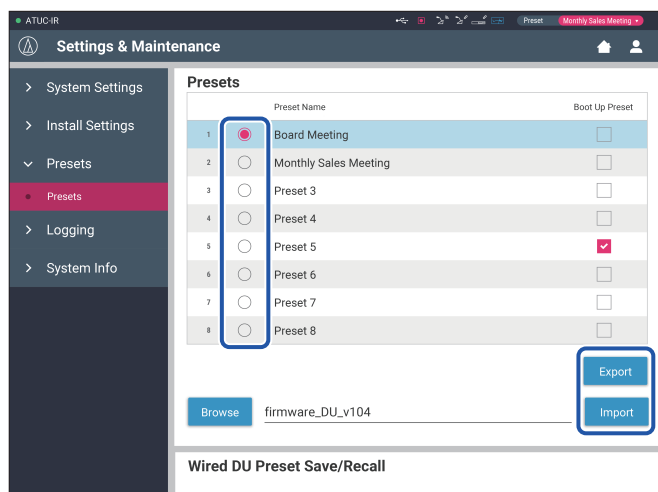 ATUC-IR Preset Monthly Sales Meeting
Settings & Maintenance
System Settings
Install Settings
Presets
Presets
Logging
System Info
Presets
Preset Name Boot Up Preset
1 Board Meeting
2 Monthly Sales Meeting
3 Preset 3
4 Preset 4
5 Preset 5
6 Preset 6
7 Preset 7
8 Preset 8
Export
Browse firmware_DU_v104 Import
Wired DU Preset Save/Recall